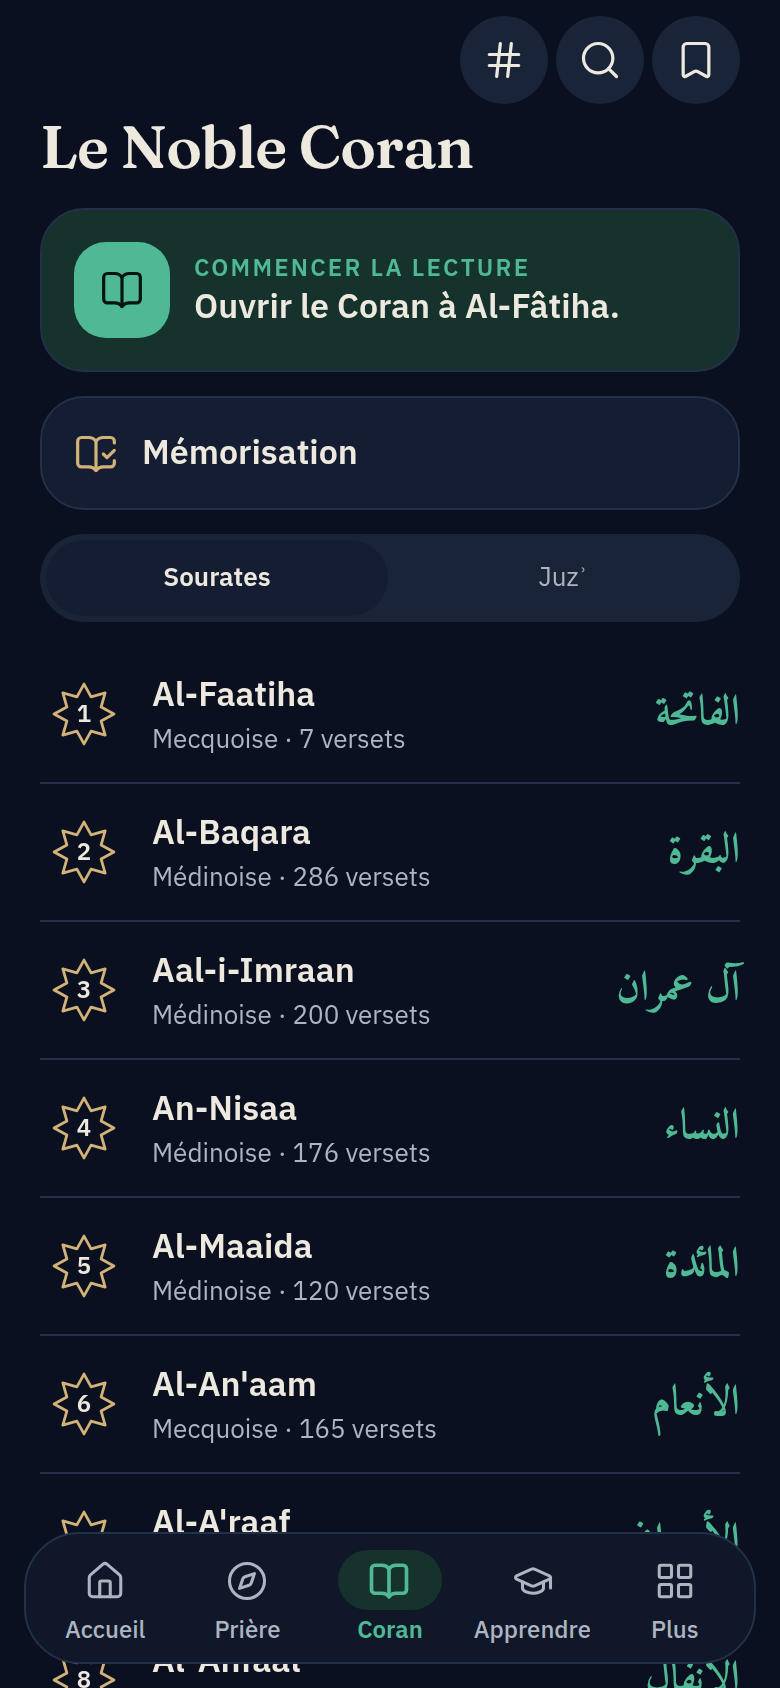 Le Noble Coran
COMMENCER LA LECTURE
Ouvrir le Coran à Al-Fâtiha.
Mémorisation
Sourates
Juzʾ
1
Al-Faatiha
Mecquoise · 7 versets
الفاتحة
2
Al-Baqara
Médinoise · 286 versets
البقرة
3
Aal-i-Imraan
Médinoise · 200 versets
آل عمران
4
An-Nisaa
Médinoise · 176 versets
النساء
5
Al-Maaida
Médinoise · 120 versets
المائدة
6
Al-An'aam
Mecquoise · 165 versets
الأنعام
Al-A'raaf
Accueil
Prière
Coran
Apprendre
Plus
8
Al-Anfaal
الأنفال